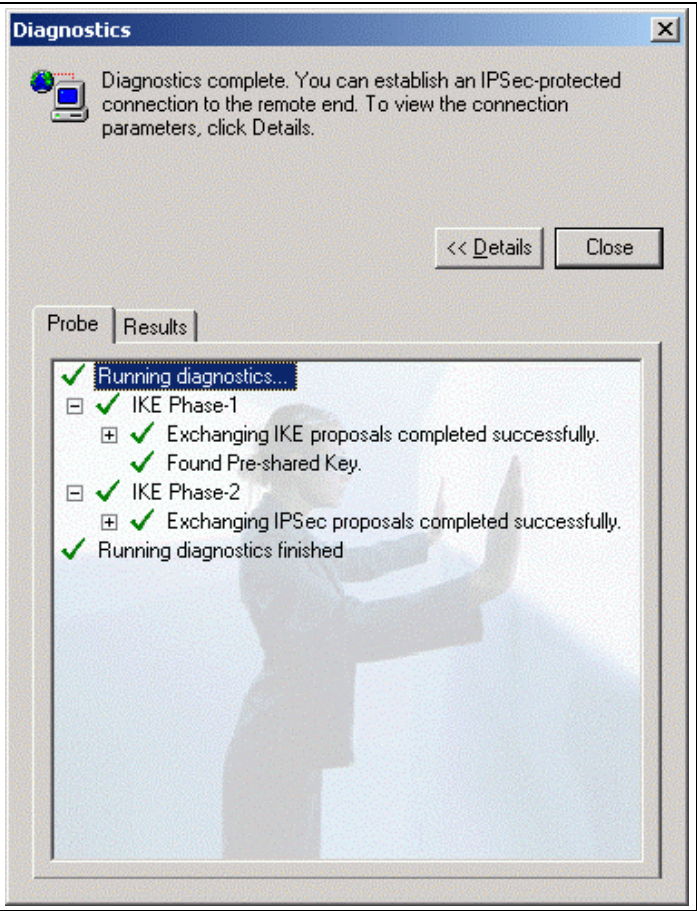 Diagnostics
Diagnostics complete. You can establish an IPSec-protected
connection to the remote end. To view the connection
parameters, click Details.
<< Details
Close
Probe
Results
Running diagnostics...
IKE Phase-1
Exchanging IKE proposals completed successfully.
Found Pre-shared Key.
IKE Phase-2
Exchanging IPSec proposals completed successfully.
Running diagnostics finished